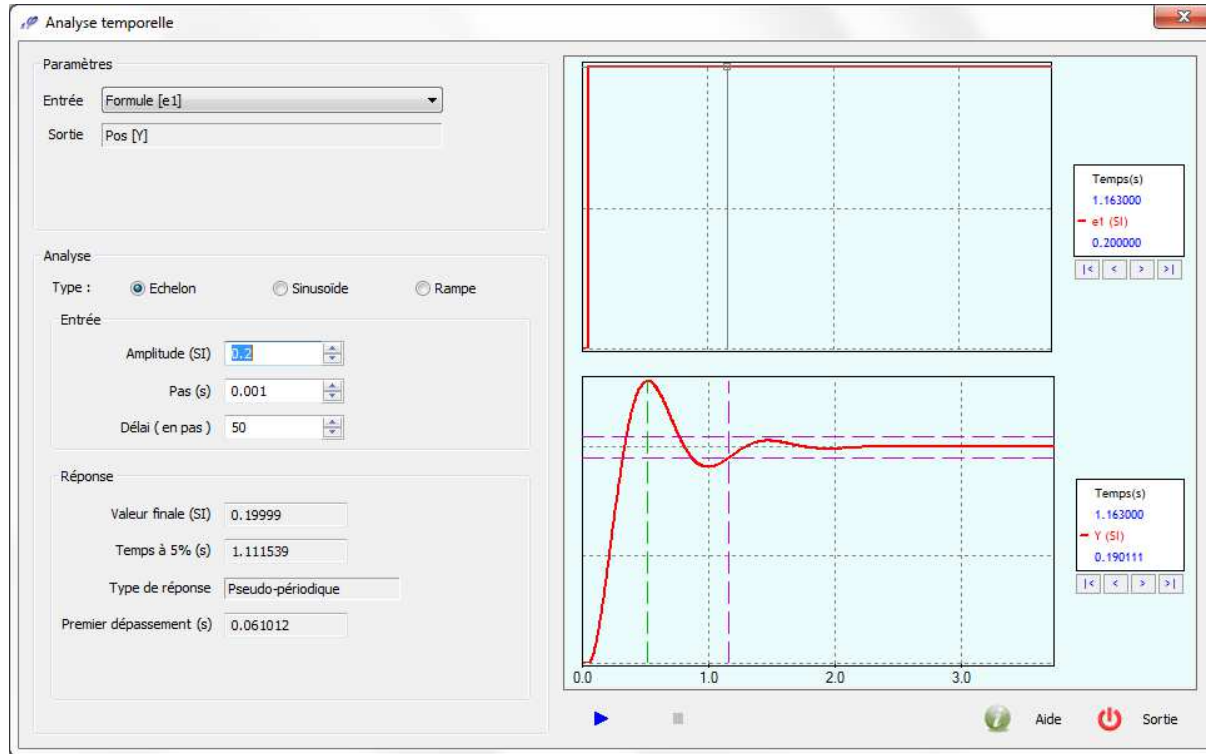 Analyse temporelle
Paramètres
Entrée Formule [e1]
Sortie Pos [Y]
Analyse
Type : Echelon Sinusoïde Rampe
Entrée
Amplitude (SI) 0.2
Pas (s) 0.001
Délai ( en pas ) 50
Réponse
Valeur finale (SI) 0.19999
Temps à 5% (s) 1.111539
Type de réponse Pseudo-périodique
Premier dépassement (s) 0.061012
Temps(s)
1.163000
e1 (SI)
0.200000
|< < > >|
Temps(s)
1.163000
Y (SI)
0.190111
|< < > >|
0.0 1.0 2.0 3.0
Aide Sortie